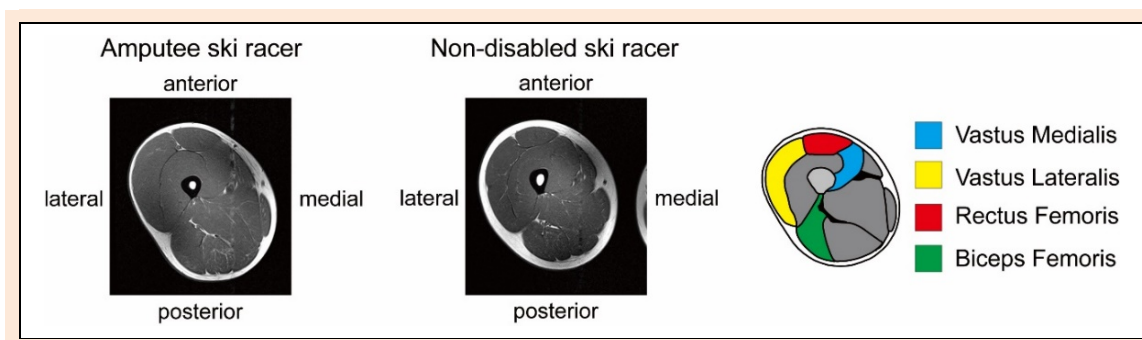 Amputee ski racer
anterior
lateral
medial
posterior
Non-disabled ski racer
anterior
lateral
medial
posterior
Vastus Medialis
Vastus Lateralis
Rectus Femoris
Biceps Femoris